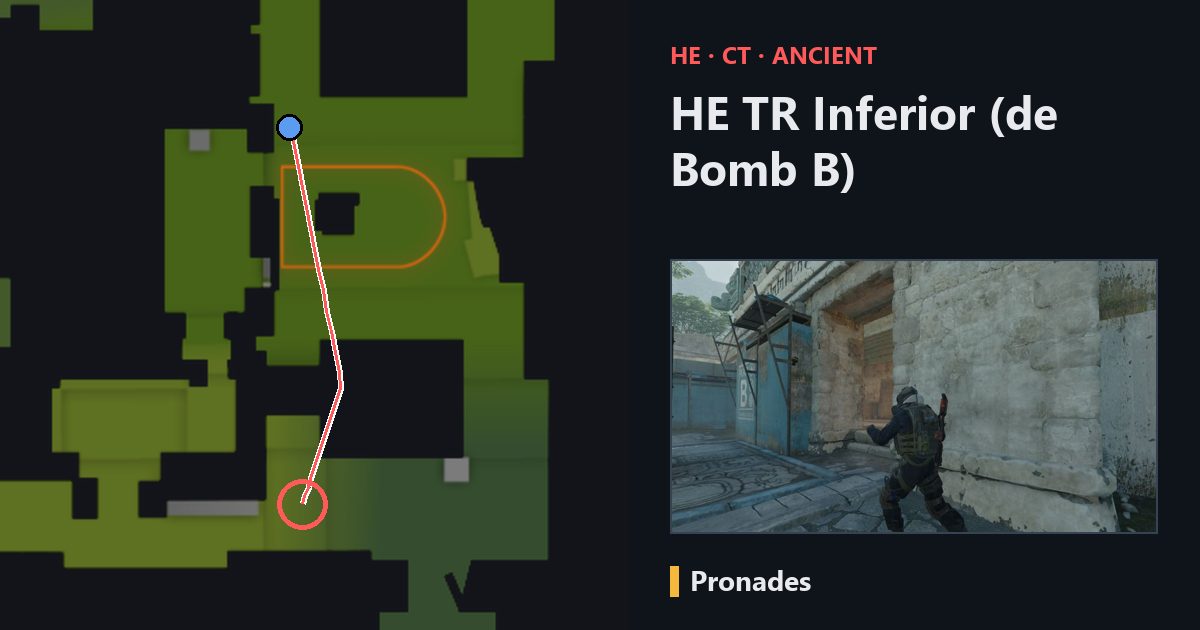 HE · CT · ANCIENT
HE TR Inferior (de
Bomb B)
B
Pronades